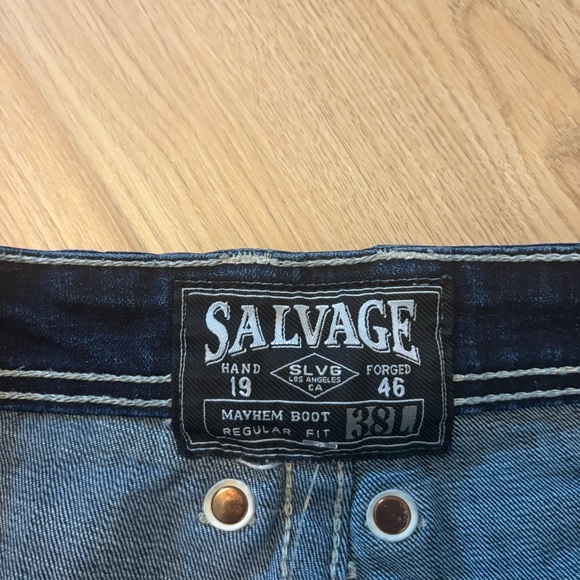 SALVAGE
HAND SLVG FORGED
19 LOS ANGELES 46
CA
MAYHEM BOOT 38L
REGULAR FIT